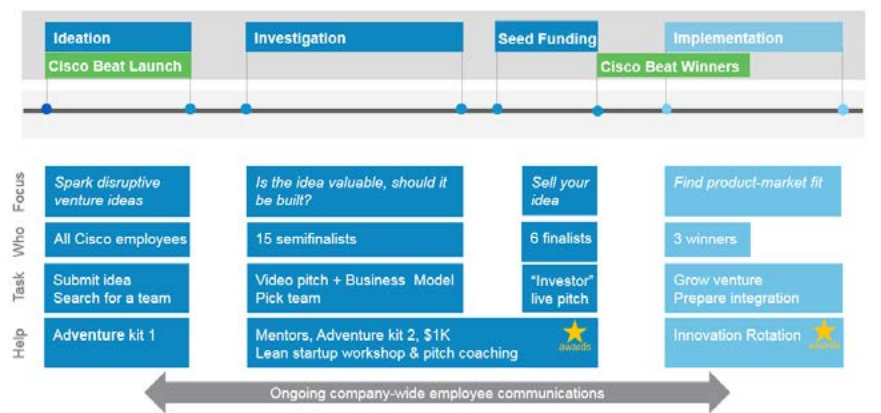 Ideation
Investigation
Seed Funding
Implementation
Cisco Beat Launch
Cisco Beat Winners
Focus
Spark disruptive
venture ideas
Is the idea valuable, should it
be built?
Sell your
idea
Find product-market fit
Who
All Cisco employees
15 semifinalists
6 finalists
3 winners
Task
Submit idea
Search for a team
Video pitch + Business Model
Pick team
"Investor"
live pitch
Grow venture
Prepare integration
Help
Adventure kit 1
Mentors, Adventure kit 2, $1K
Lean startup workshop & pitch coaching
awards
Innovation Rotation
awards
Ongoing company-wide employee communications